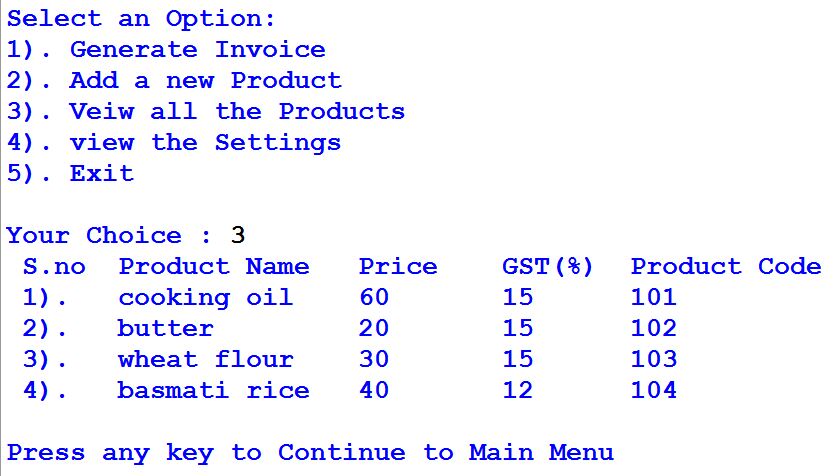 Select an Option:
1). Generate Invoice
2). Add a new Product
3). Veiw all the Products
4). view the Settings
5). Exit
Your Choice : 3
S.no Product Name Price GST(%) Product Code
1). cooking oil 60 15 101
2). butter 20 15 102
3). wheat flour 30 15 103
4). basmati rice 40 12 104
Press any key to Continue to Main Menu